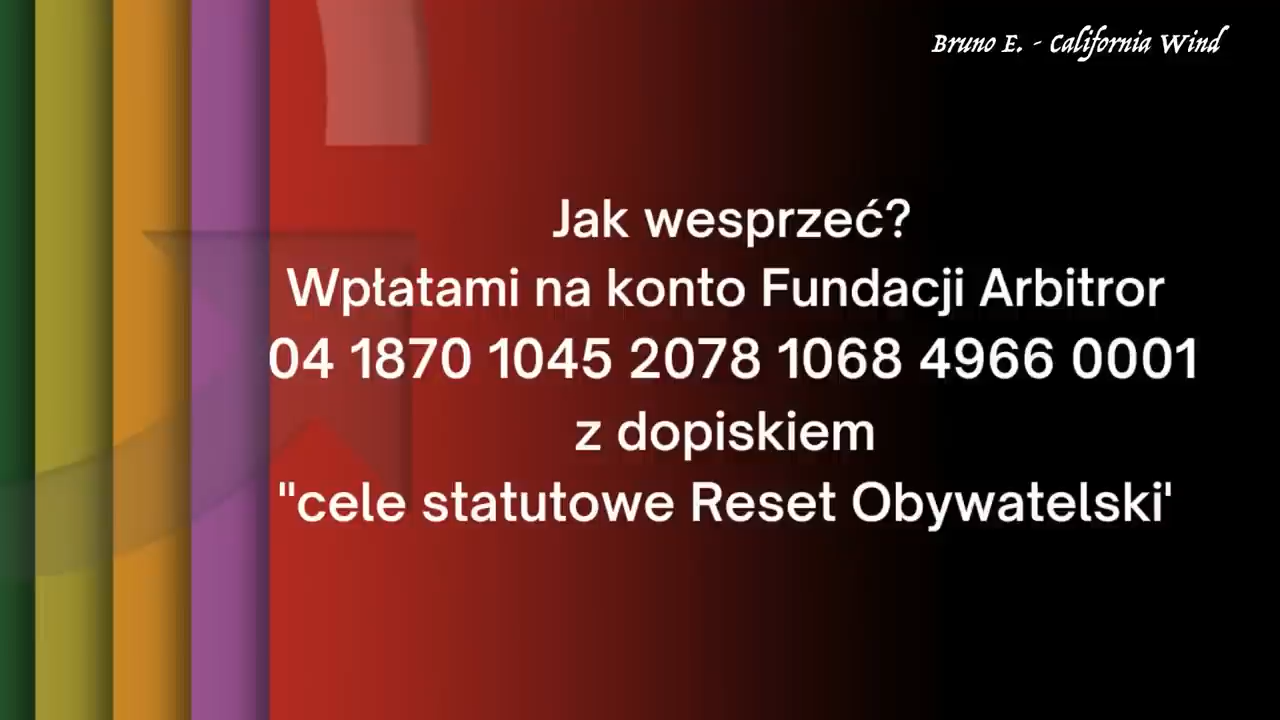 Bruno E. - California Wind
Jak wesprzeć?
Wpłatami na konto Fundacji Arbitror
04 1870 1045 2078 1068 4966 0001
z dopiskiem
"cele statutowe Reset Obywatelski'